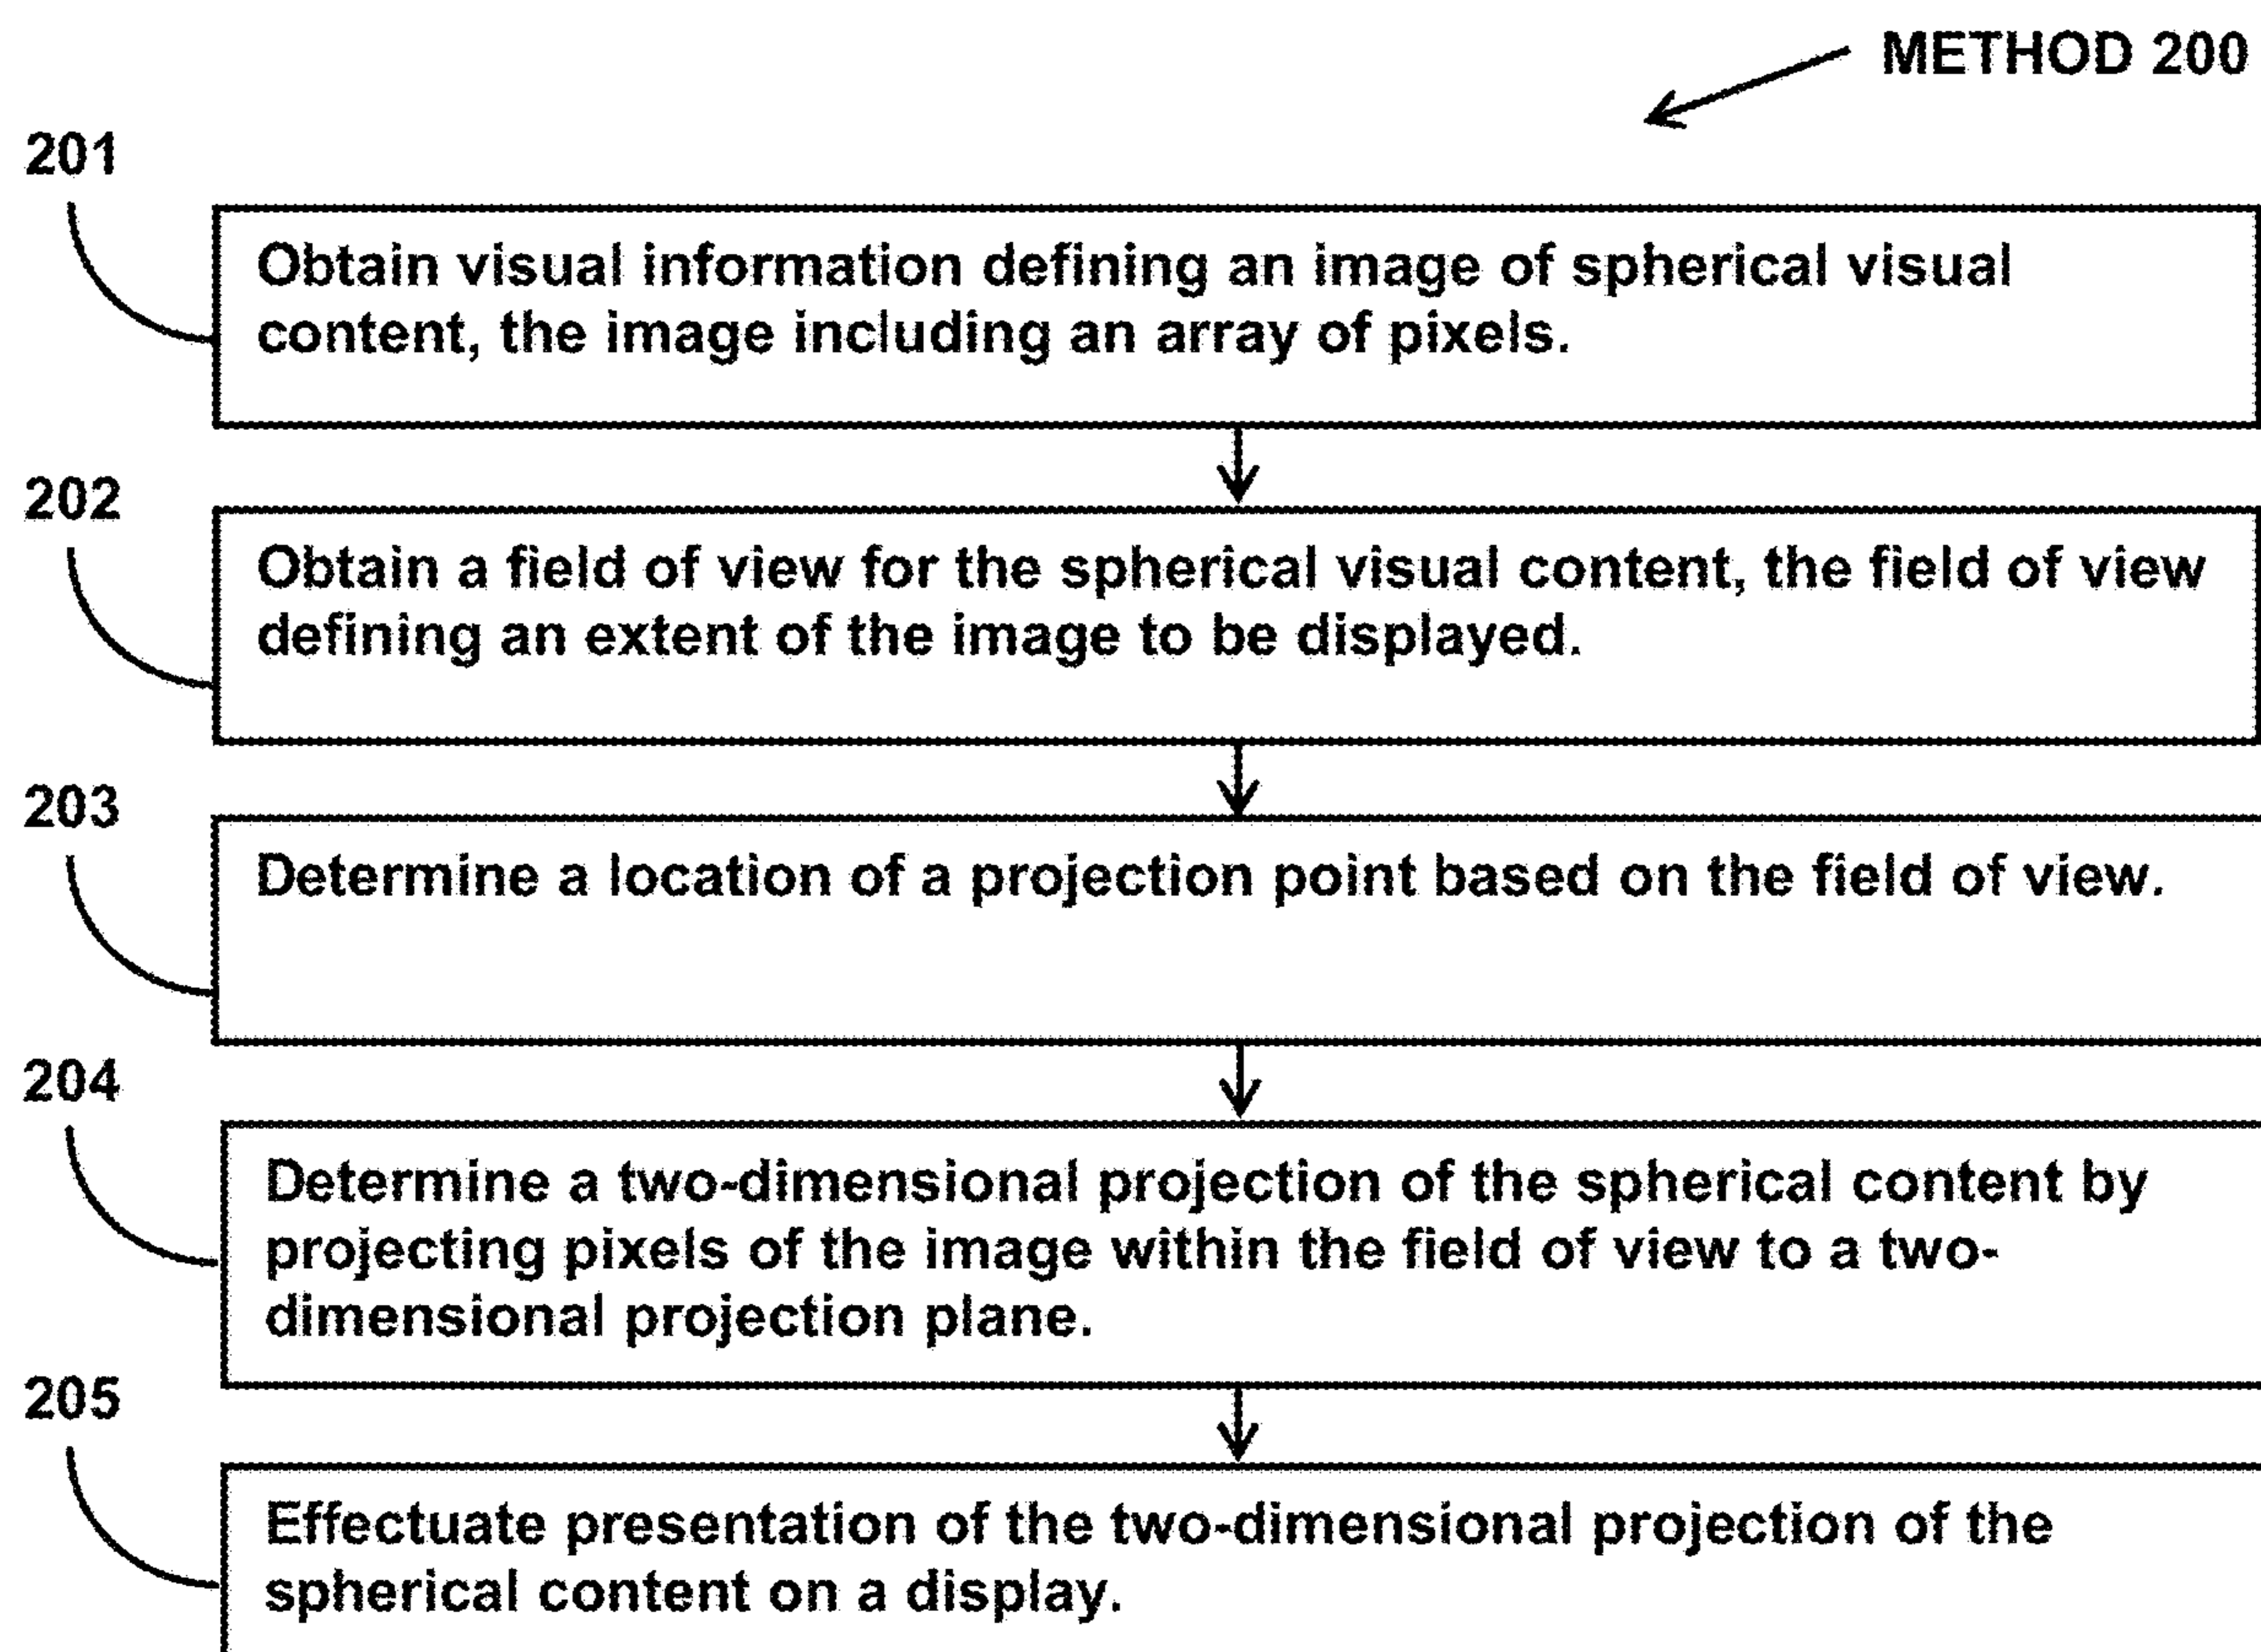 METHOD 200
201
Obtain visual information defining an image of spherical visual
content, the image including an array of pixels.
202
Obtain a field of view for the spherical visual content, the field of view
defining an extent of the image to be displayed.
203
Determine a location of a projection point based on the field of view.
204
Determine a two-dimensional projection of the spherical content by
projecting pixels of the image within the field of view to a two-
dimensional projection plane.
205
Effectuate presentation of the two-dimensional projection of the
spherical content on a display.